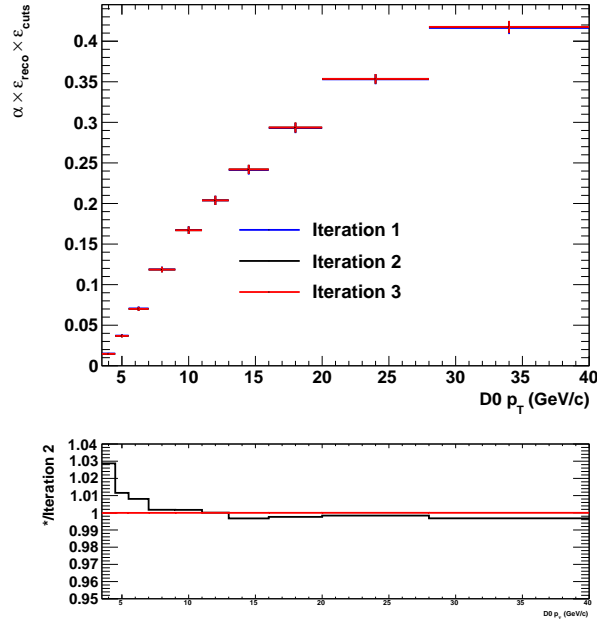 α × ε_reco × ε_cuts
0.4
0.35
0.3
0.25
0.2
0.15
0.1
0.05
0
Iteration 1
Iteration 2
Iteration 3
5 10 15 20 25 30 35 40
D0 p_T (GeV/c)
*/Iteration 2
1.04
1.03
1.02
1.01
1
0.99
0.98
0.97
0.96
0.95
5 10 15 20 25 30 35 40
D0 p_T (GeV/c)